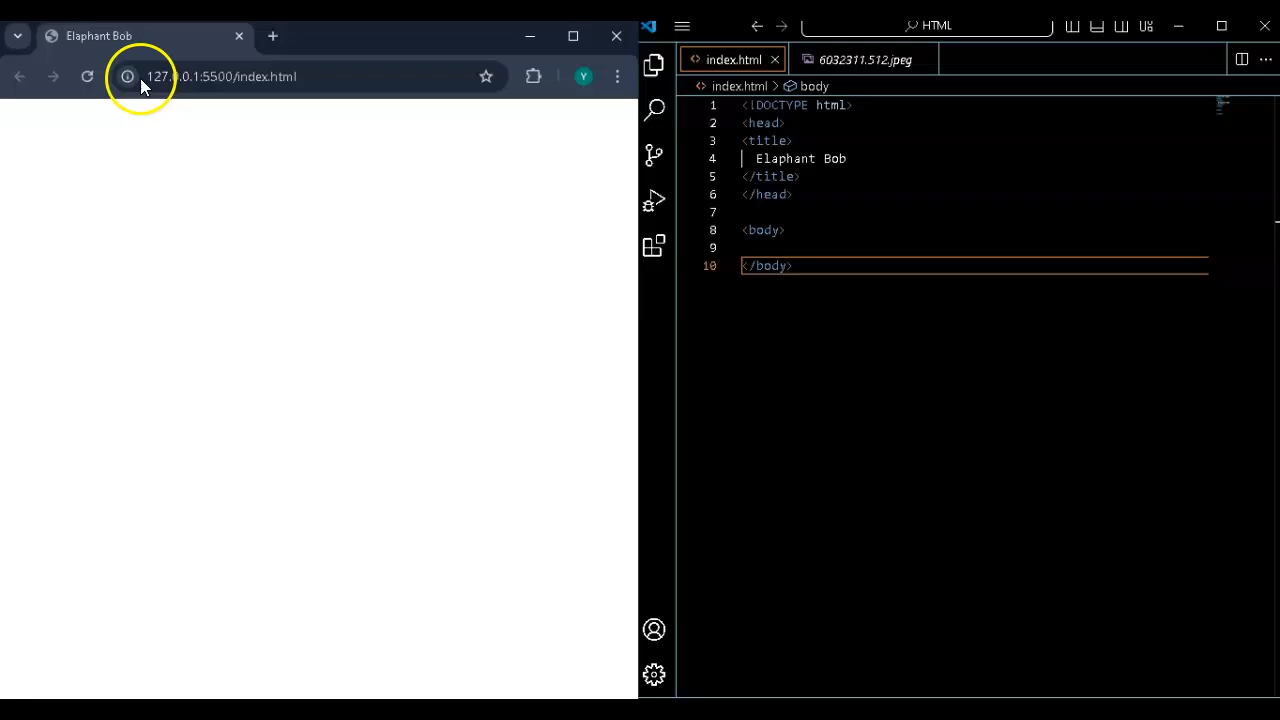 Elaphant Bob
127.0.0.1:5500/index.html
Y
HTML
index.html
6032311.512.jpeg
index.html > body
1 <!DOCTYPE html>
2 <head>
3 <title>
4 Elaphant Bob
5 </title>
6 </head>
7
8 <body>
9
10 </body>